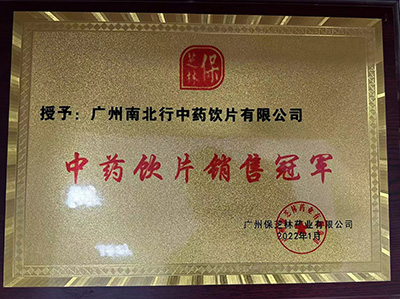 保芝林
授予：广州南北行中药饮片有限公司
中药饮片销售冠军
广州保芝林药业有限公司
2022年1月